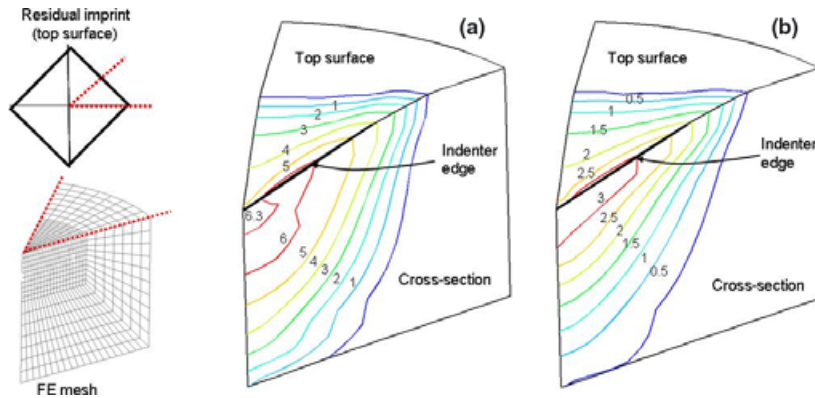 Residual imprint
(top surface)
FE mesh
(a)
Top surface
1
2
3
4
5
Indenter
edge
6.3
6
5
4
3
2
1
Cross-section
(b)
Top surface
0.5
1
1.5
2
2.5
Indenter
edge
3
2.5
2
1.5
1
0.5
Cross-section